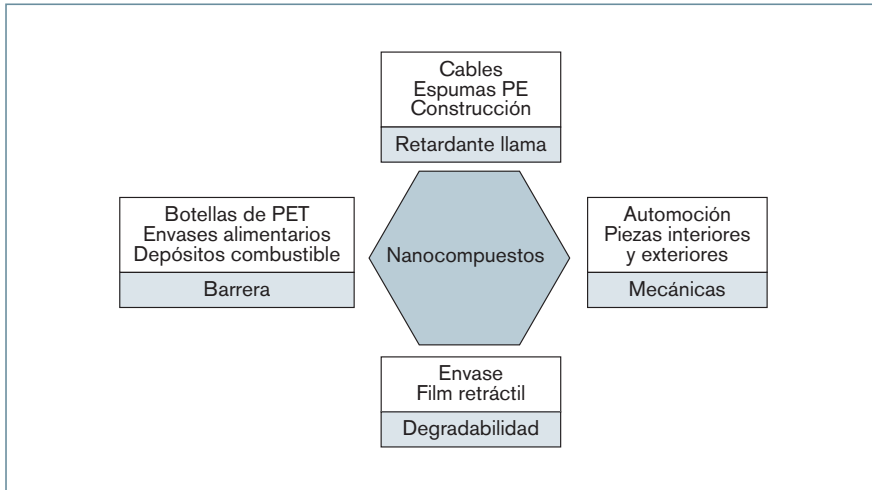 Cables
Espumas PE
Construcción
Retardante llama
Botellas de PET
Envases alimentarios
Depósitos combustible
Barrera
Nanocompuestos
Automoción
Piezas interiores
y exteriores
Mecánicas
Envase
Film retráctil
Degradabilidad